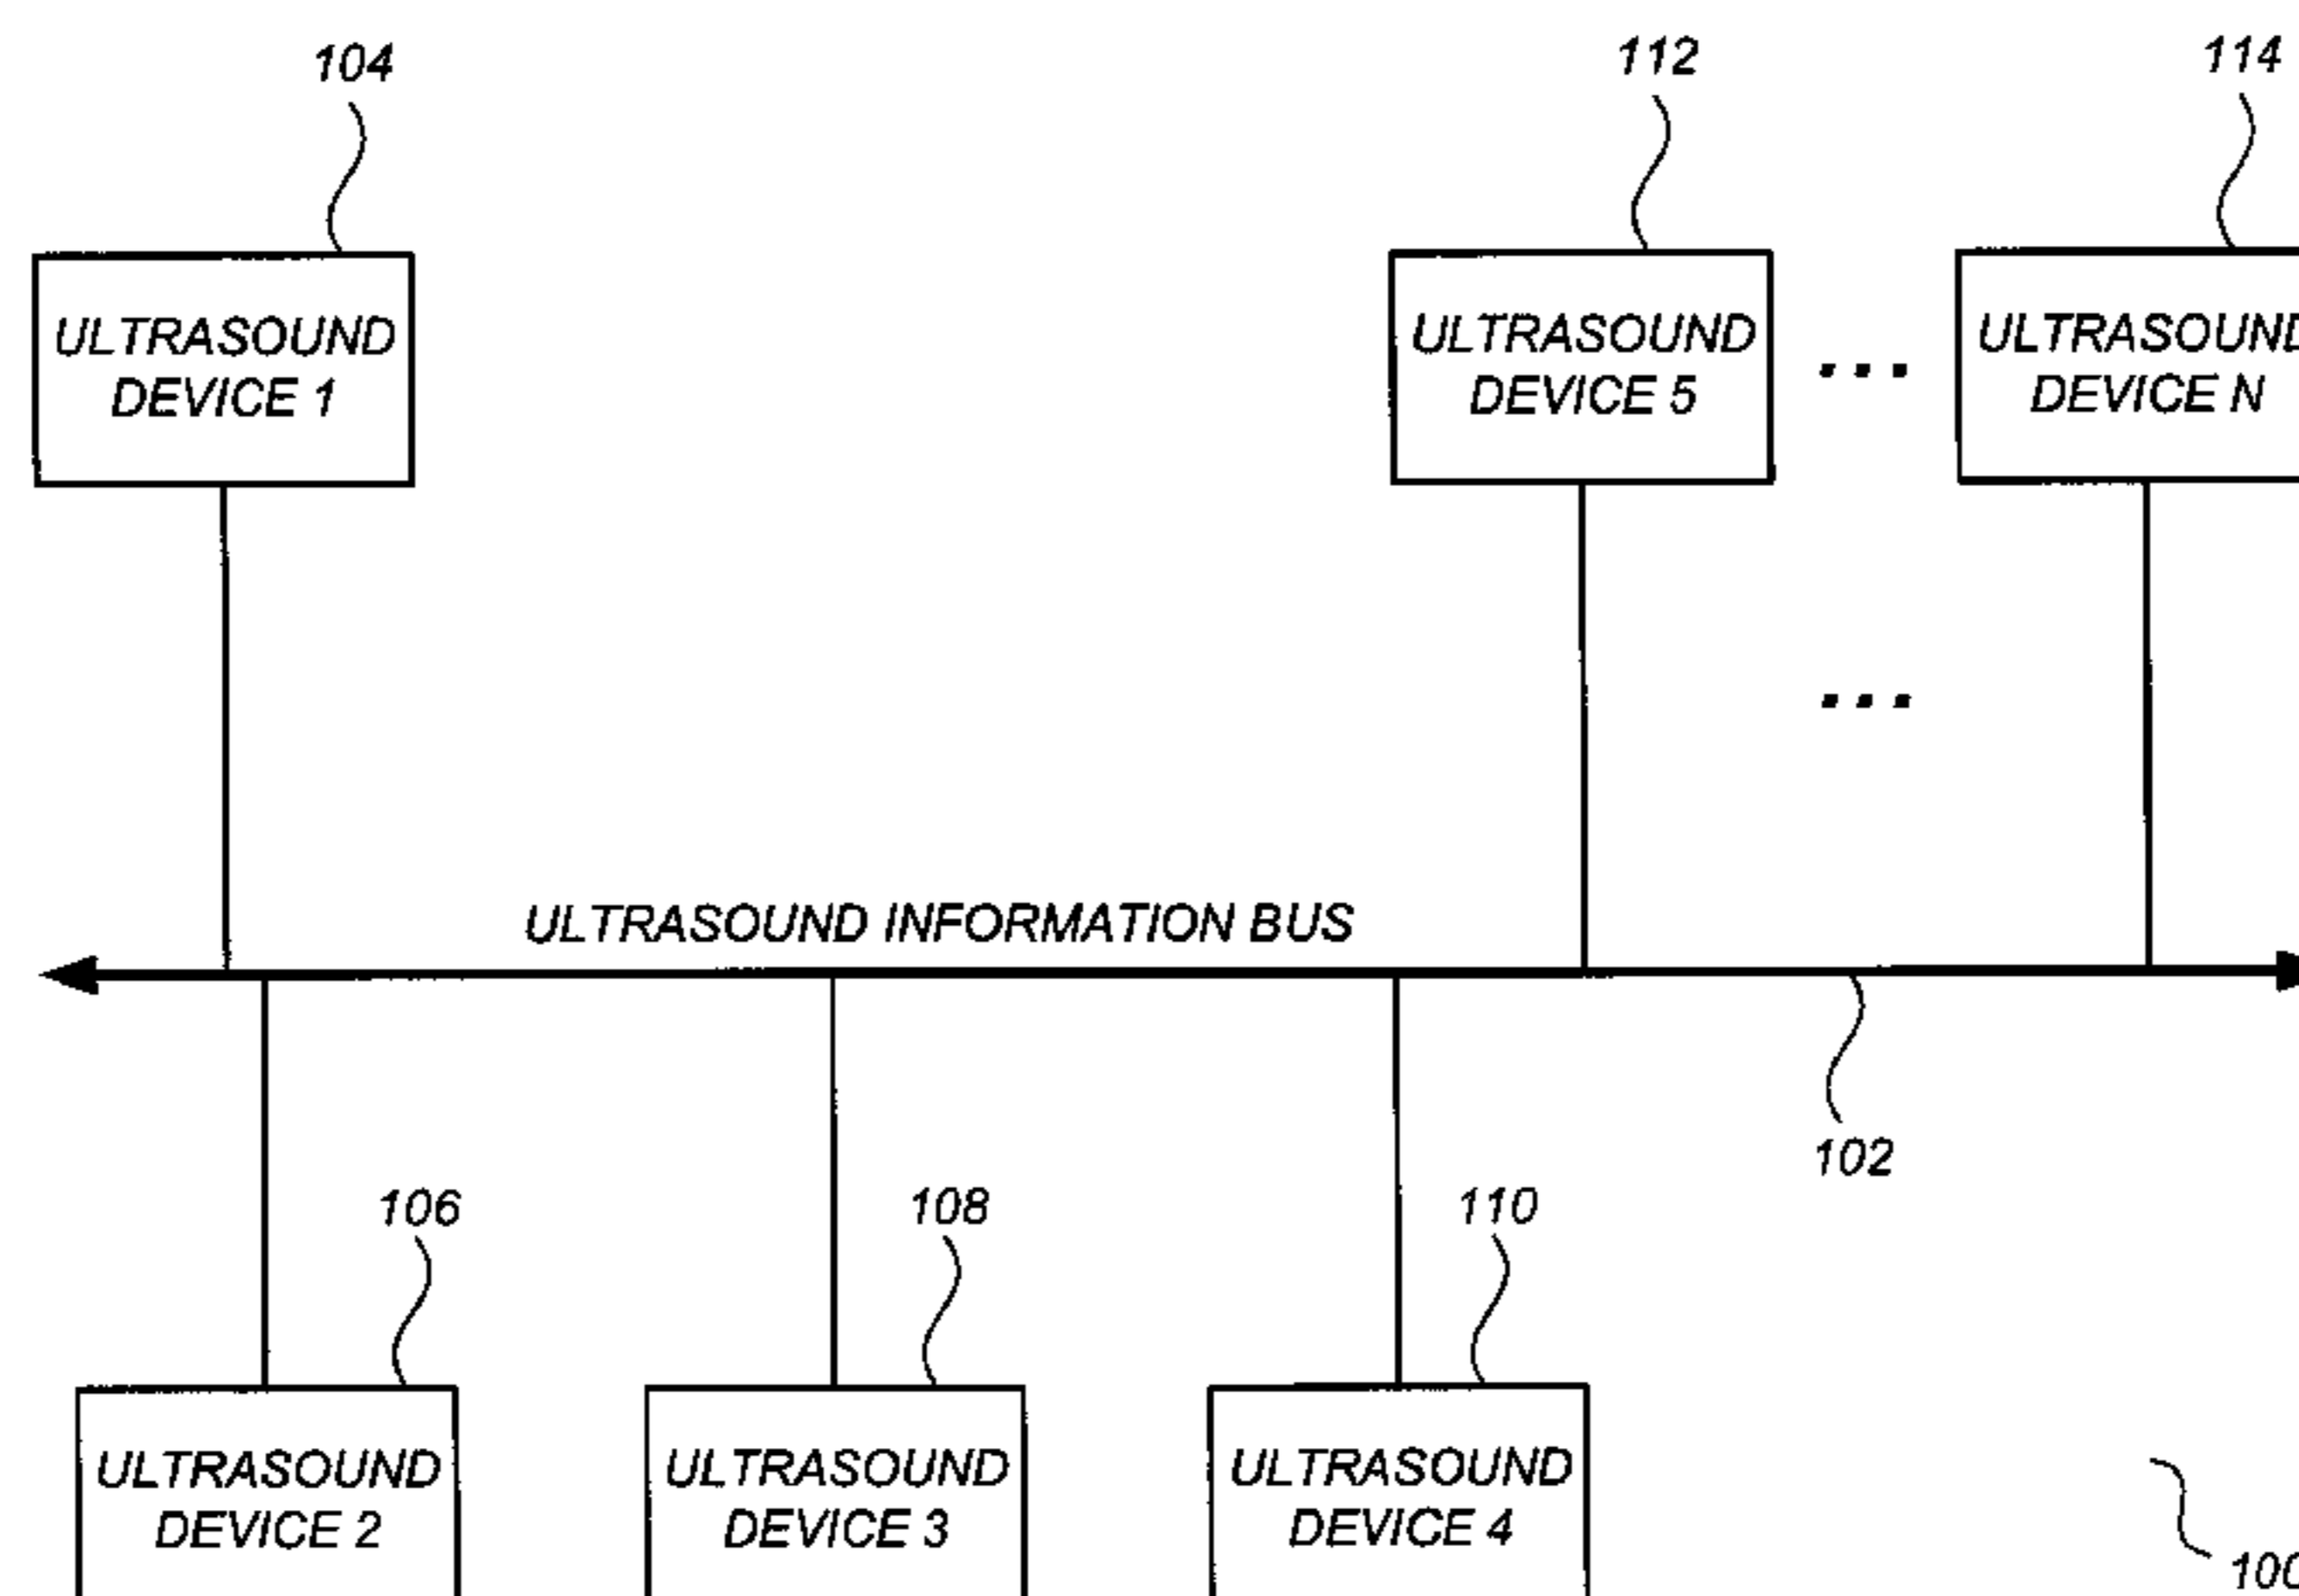 104
112
114
ULTRASOUND
DEVICE 1
ULTRASOUND
DEVICE 5
...
ULTRASOUND
DEVICE N
...
ULTRASOUND INFORMATION BUS
102
106
108
110
ULTRASOUND
DEVICE 2
ULTRASOUND
DEVICE 3
ULTRASOUND
DEVICE 4
100